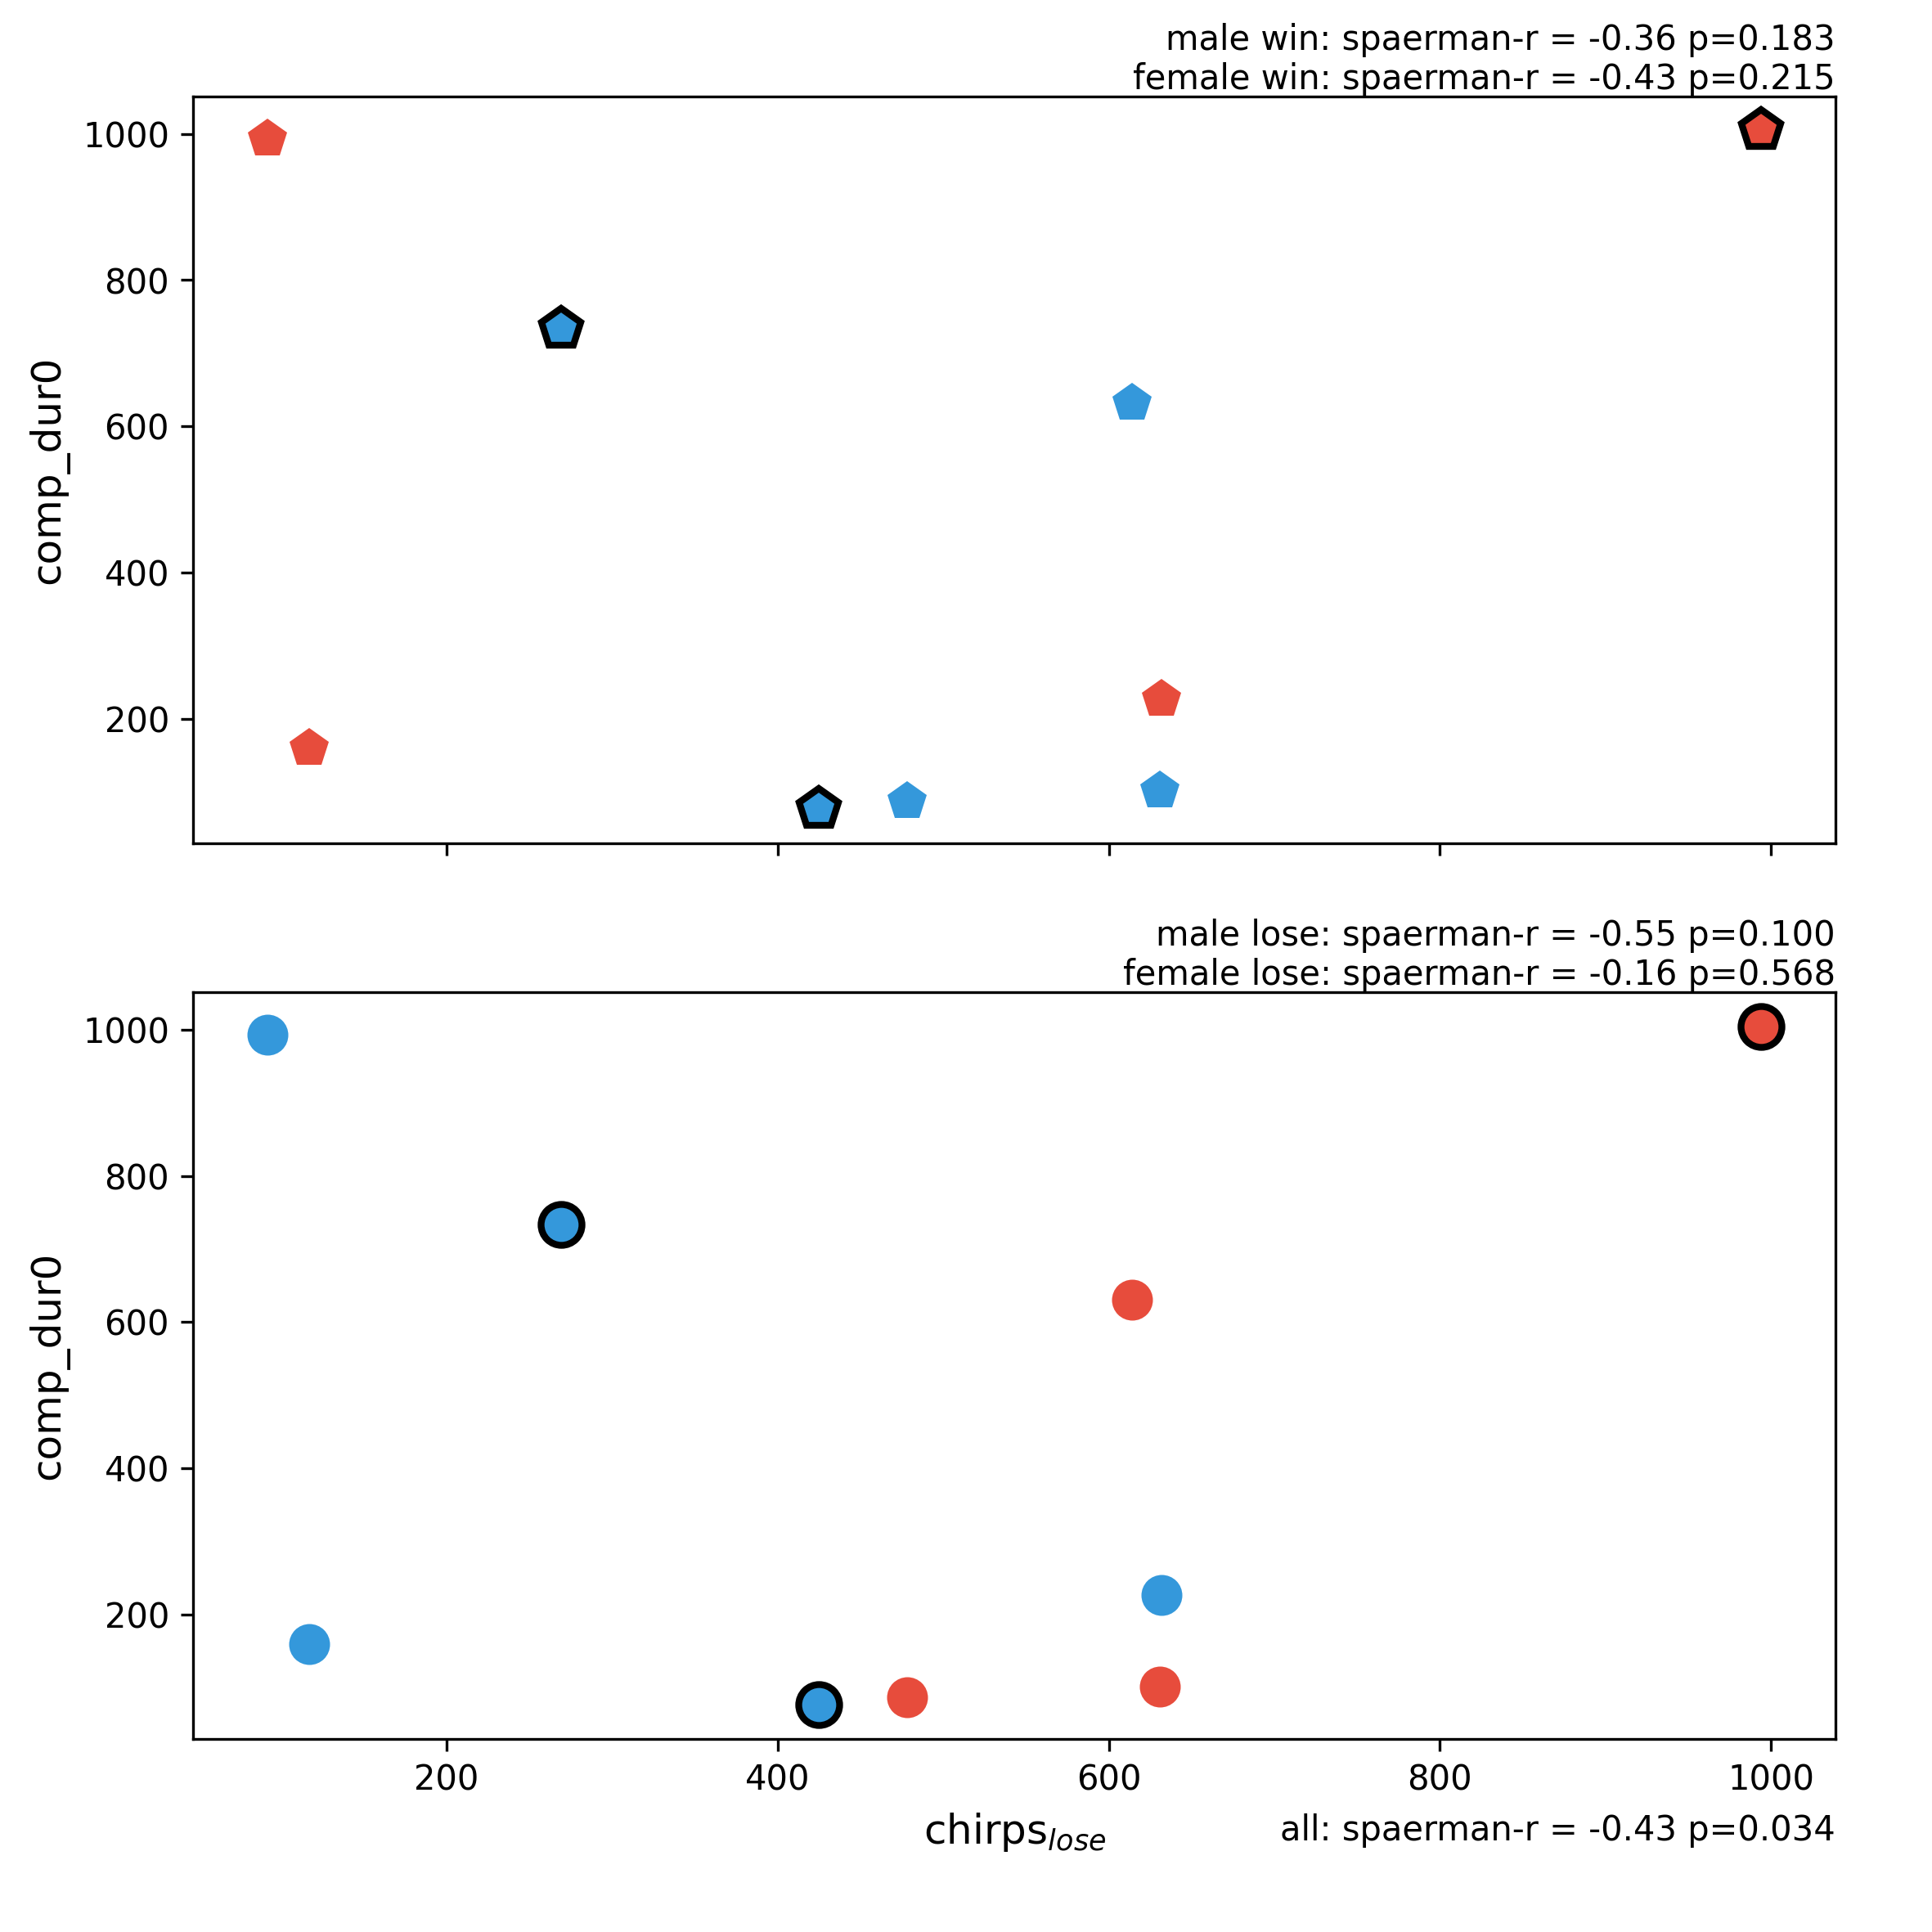 male win: spaerman-r = -0.36 p=0.183
female win: spaerman-r = -0.43 p=0.215
1000
800
600
400
200
comp_dur0
male lose: spaerman-r = -0.55 p=0.100
female lose: spaerman-r = -0.16 p=0.568
1000
800
600
400
200
comp_dur0
200 400 600 800 1000
chirps_lose
all: spaerman-r = -0.43 p=0.034